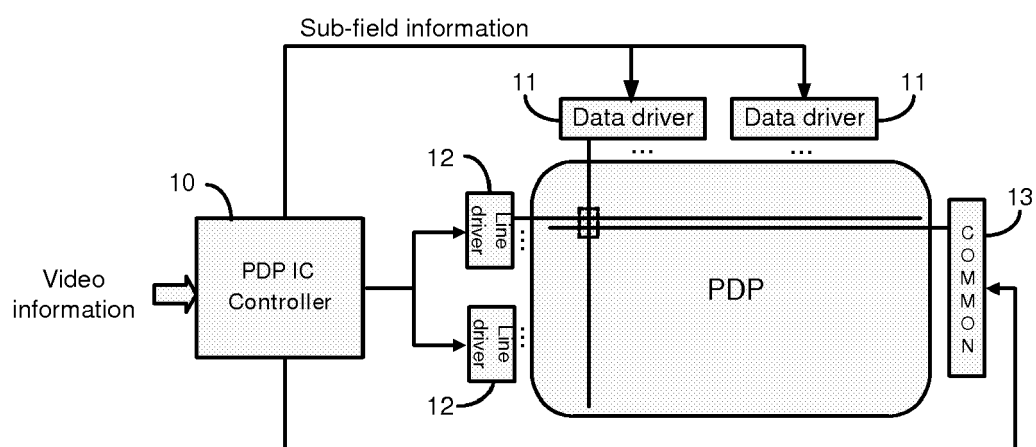 Sub-field information
11
11
Data driver
Data driver
...
...
12
10
13
Line
driver
...
COMMON
Video
information
PDP IC
Controller
PDP
Line
driver
...
12